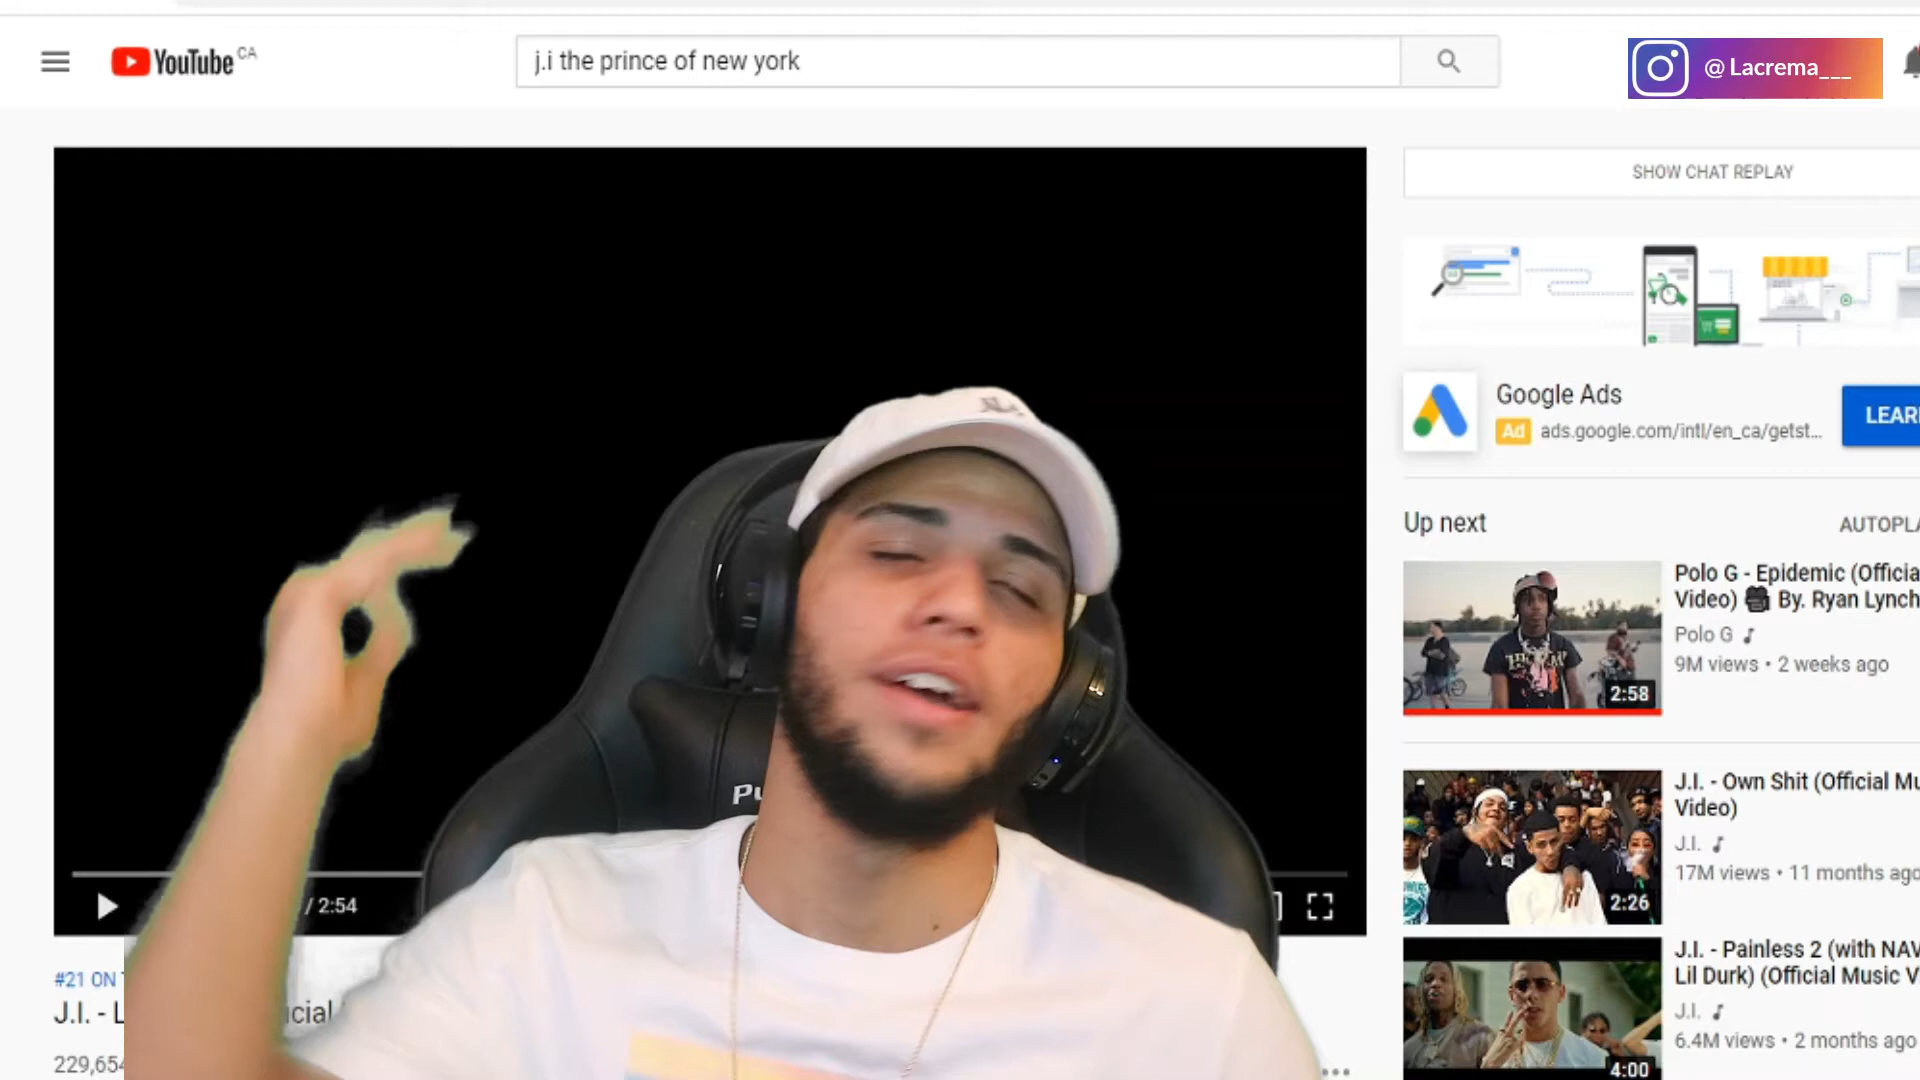 YouTube CA
j.i the prince of new york
@ Lacrema___
SHOW CHAT REPLAY
Google Ads
Ad ads.google.com/intl/en_ca/getst...
Up next
Polo G - Epidemic (Officia
Video) 🎥 By. Ryan Lynch
Polo G ♪
9M views • 2 weeks ago
2:58
J.I. - Own Shit (Official Mu
Video)
J.I. ♪
17M views • 11 months ago
2:26
J.I. - Painless 2 (with NAV
Lil Durk) (Official Music V
J.I. ♪
6.4M views • 2 months ago
4:00
/ 2:54
#21 ON
J.I. - L
229,654